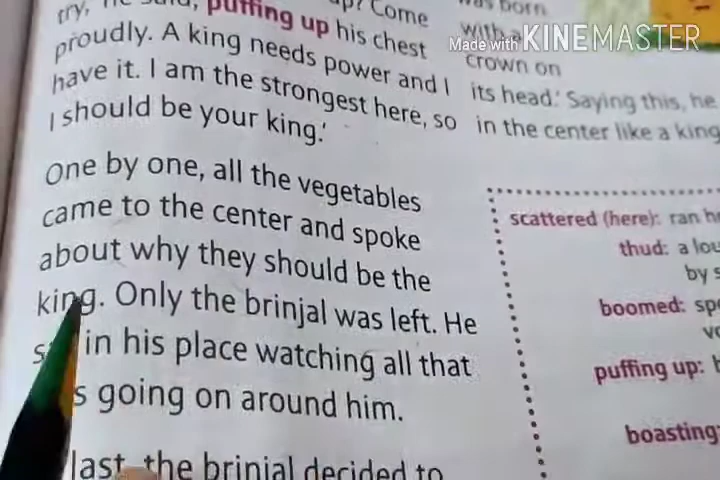 try, he said, puffing up his chest
proudly. A king needs power and I
have it. I am the strongest here, so
I should be your king.'
One by one, all the vegetables
came to the center and spoke
about why they should be the
king. Only the brinjal was left. He
in his place watching all that
going on around him.
last, the brinjal decided to
up? Come
was born
with a
crown on
its head.' Saying this, he
in the center like a king
scattered (here): ran
thud: a
by
boomed:
puffing up:
boasting:
Made with KINEMASTER